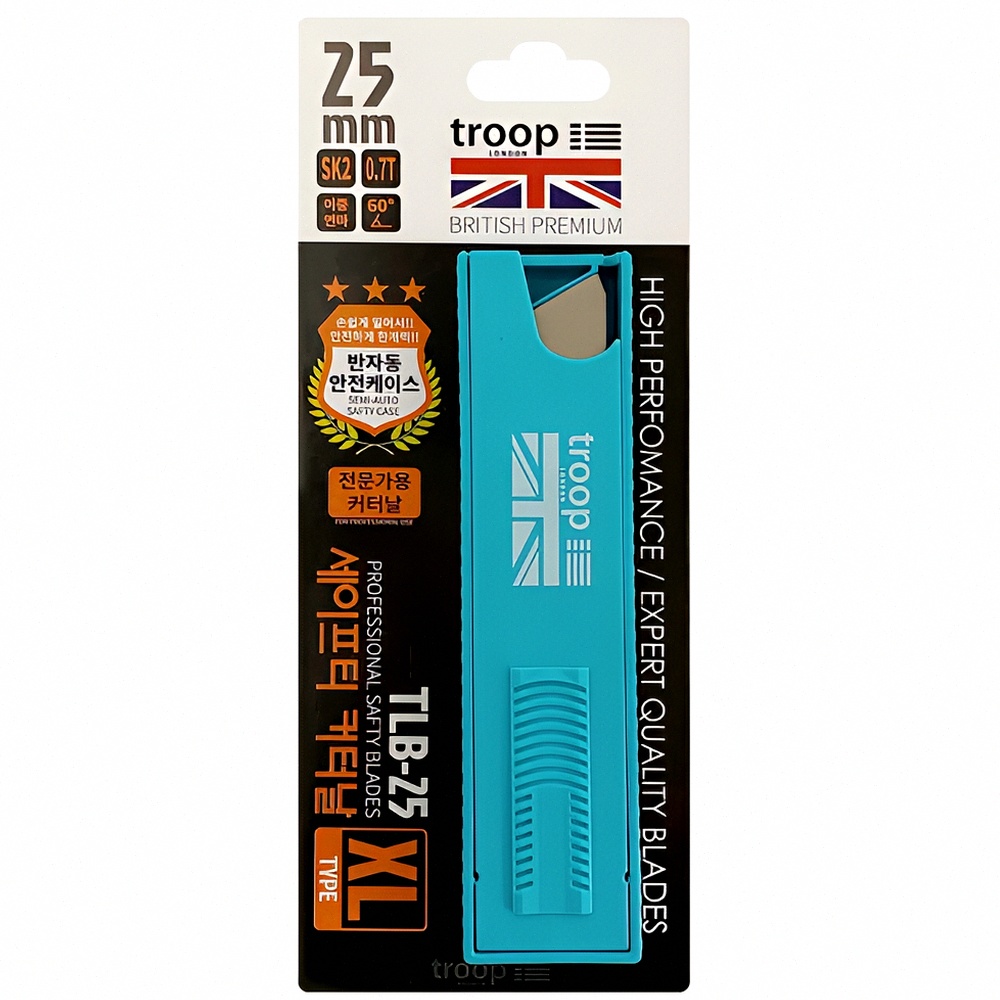 25
mm
SK2
0.7T
이중
연마
60°
troop
LONDON
BRITISH PREMIUM
손쉽게 밀어서!!
안전하게 한개씩!!
반자동
안전케이스
SEMI-AUTO
SAFTY CASE
전문가용
커터날
FOR PROFESSIONAL USE
세이프티 커터날
PROFESSIONAL SAFTY BLADES
TLB-25
XL
TYPE
troop
LONDON
HIGH PERFOMANCE / EXPERT QUALITY BLADES
troop